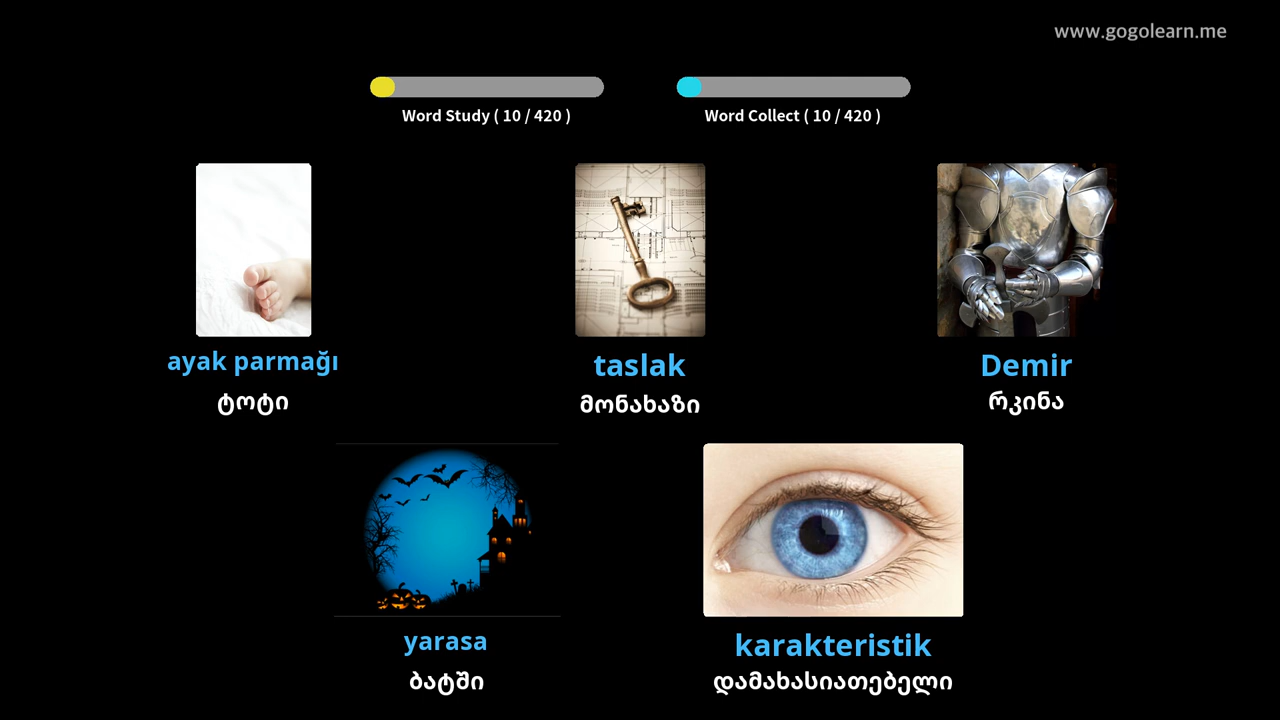 www.gogolearn.me
Word Study ( 10 / 420 )
Word Collect ( 10 / 420 )
ayak parmağı
ტოტი
taslak
მონახაზი
Demir
რკინა
yarasa
ბატში
karakteristik
დამახასიათებელი